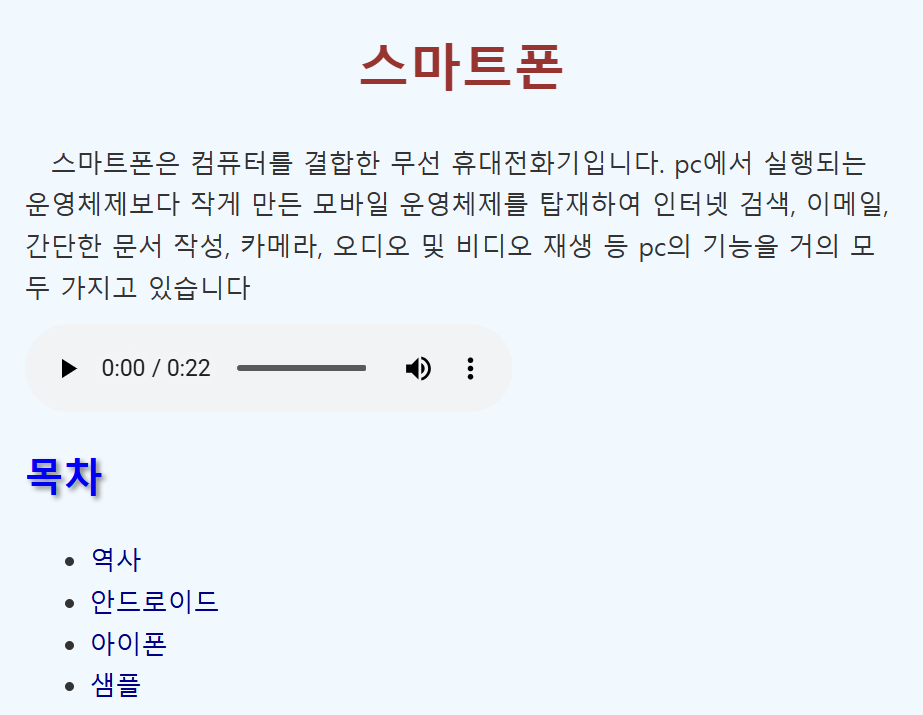 스마트폰
스마트폰은 컴퓨터를 결합한 무선 휴대전화기입니다. pc에서 실행되는
운영체제보다 작게 만든 모바일 운영체제를 탑재하여 인터넷 검색, 이메일,
간단한 문서 작성, 카메라, 오디오 및 비디오 재생 등 pc의 기능을 거의 모
두 가지고 있습니다
0:00 / 0:22
목차
역사
안드로이드
아이폰
샘플